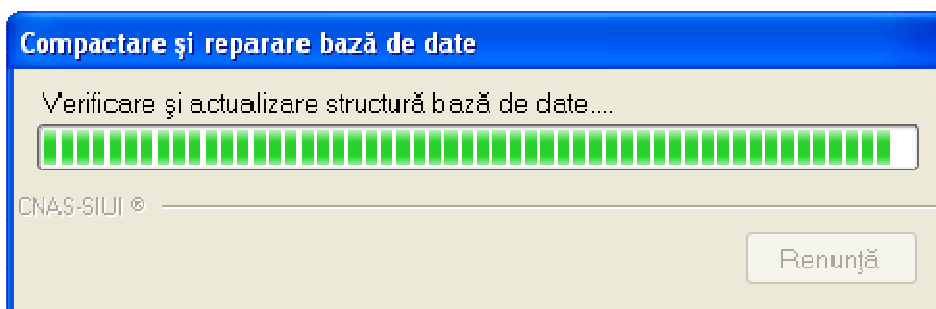 Compactare şi reparare bază de date
Verificare şi actualizare structură bază de date....
CNAS-SIUI ®
Renunţă